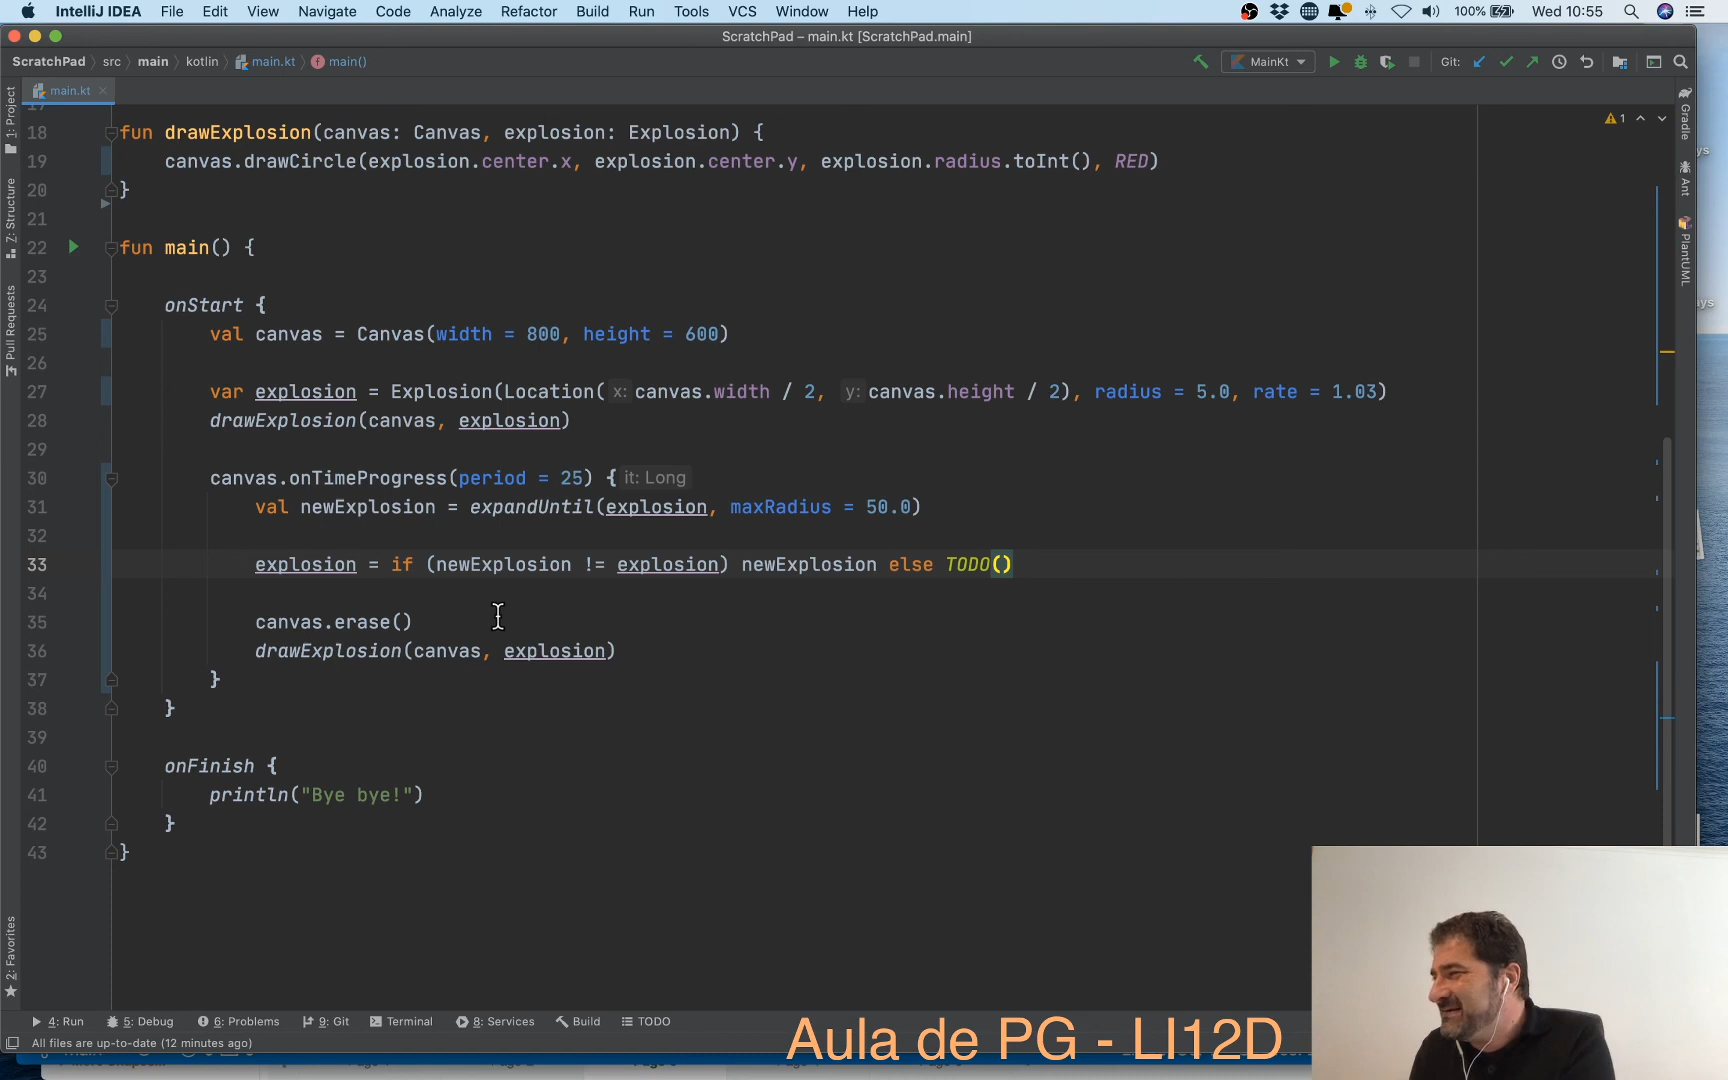 IntelliJ IDEA File Edit View Navigate Code Analyze Refactor Build Run Tools VCS Window Help 100% Wed 10:55
ScratchPad – main.kt [ScratchPad.main]
ScratchPad src main kotlin main.kt main() MainKt Git:
main.kt
1: Project
Z: Structure
Pull Requests
2: Favorites
Gradle
Ant
PlantUML
1
18 fun drawExplosion(canvas: Canvas, explosion: Explosion) {
19 canvas.drawCircle(explosion.center.x, explosion.center.y, explosion.radius.toInt(), RED)
20 }
21
22 fun main() {
23
24 onStart {
25 val canvas = Canvas(width = 800, height = 600)
26
27 var explosion = Explosion(Location( x: canvas.width / 2, y: canvas.height / 2), radius = 5.0, rate = 1.03)
28 drawExplosion(canvas, explosion)
29
30 canvas.onTimeProgress(period = 25) { it: Long
31 val newExplosion = expandUntil(explosion, maxRadius = 50.0)
32
33 explosion = if (newExplosion != explosion) newExplosion else TODO()
34
35 canvas.erase()
36 drawExplosion(canvas, explosion)
37 }
38 }
39
40 onFinish {
41 println("Bye bye!")
42 }
43 }
4: Run 5: Debug 6: Problems 9: Git Terminal 8: Services Build TODO
All files are up-to-date (12 minutes ago)
Aula de PG - LI12D